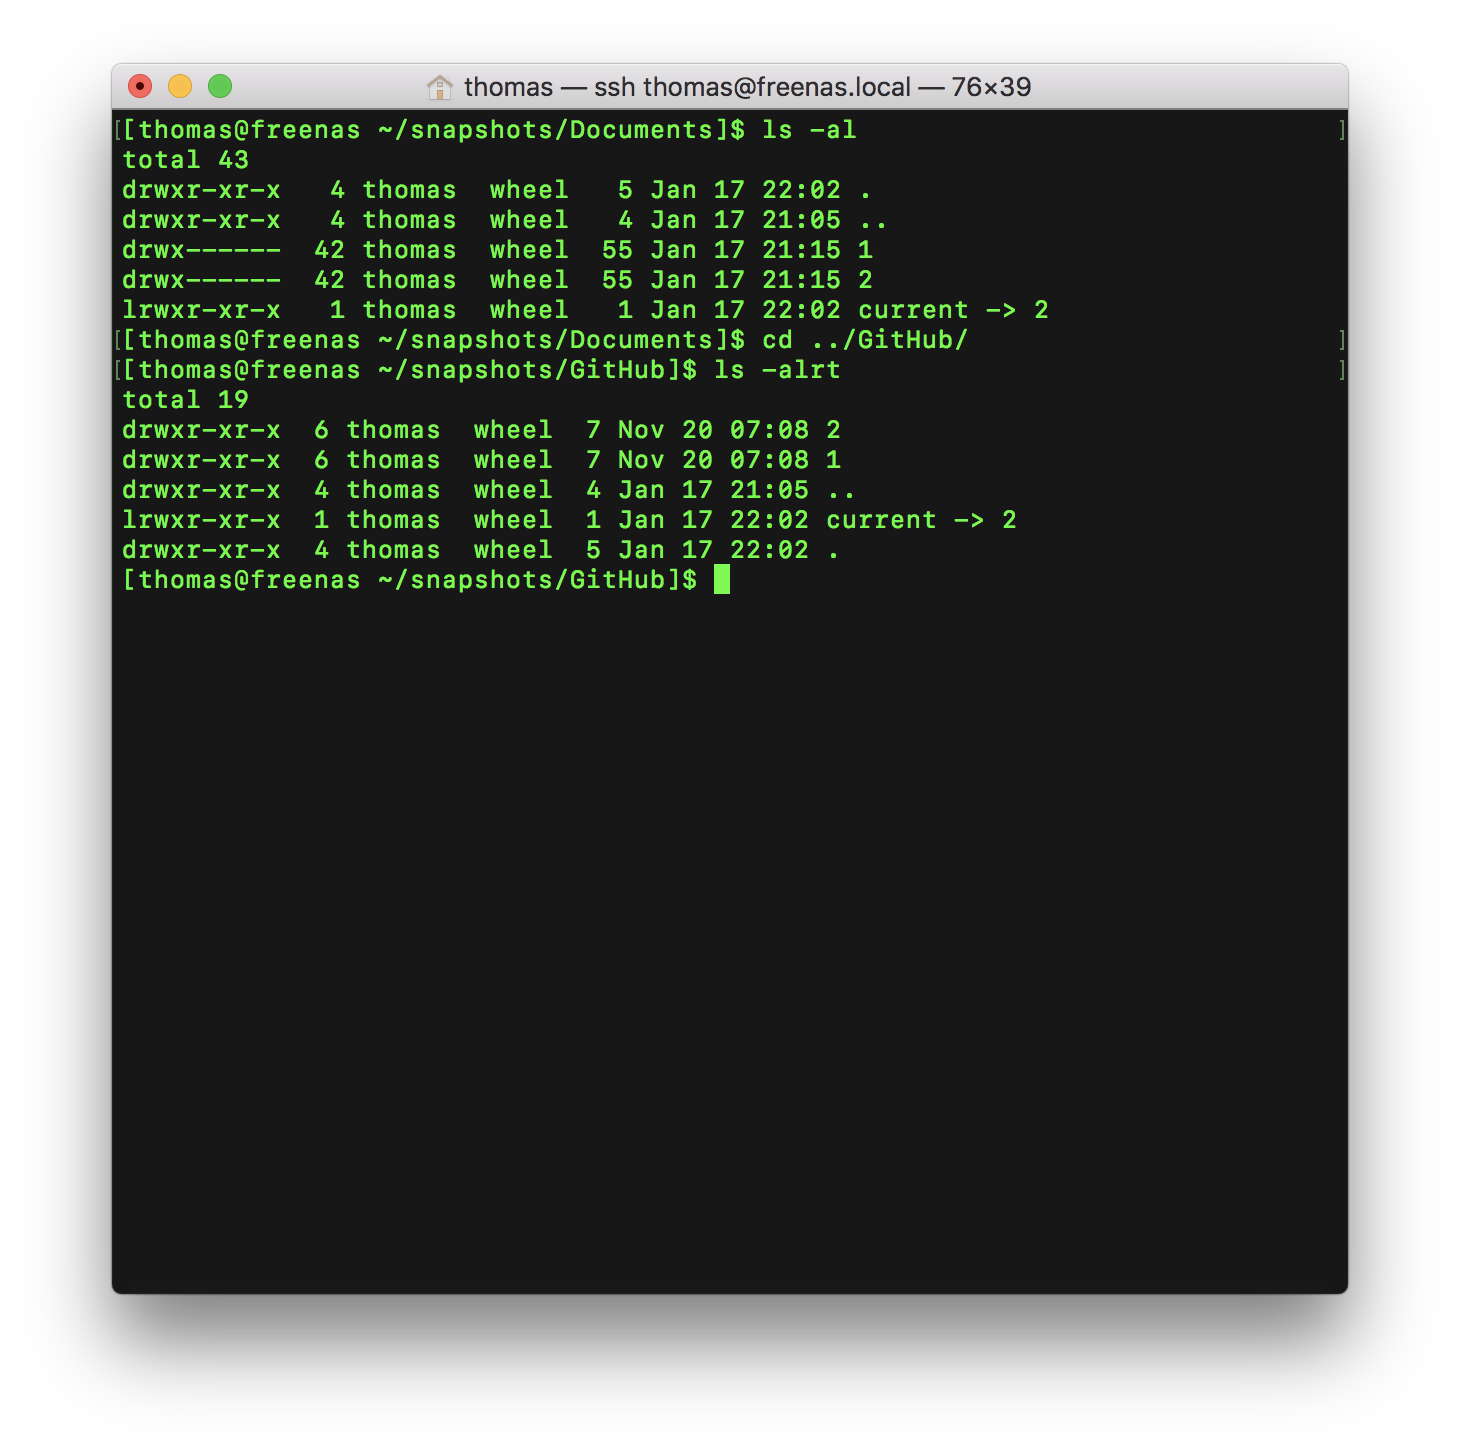 thomas — ssh thomas@freenas.local — 76×39
[[thomas@freenas ~/snapshots/Documents]$ ls -al ]
total 43
drwxr-xr-x   4 thomas  wheel   5 Jan 17 22:02 .
drwxr-xr-x   4 thomas  wheel   4 Jan 17 21:05 ..
drwx------  42 thomas  wheel  55 Jan 17 21:15 1
drwx------  42 thomas  wheel  55 Jan 17 21:15 2
lrwxr-xr-x   1 thomas  wheel   1 Jan 17 22:02 current -> 2
[[thomas@freenas ~/snapshots/Documents]$ cd ../GitHub/ ]
[[thomas@freenas ~/snapshots/GitHub]$ ls -alrt ]
total 19
drwxr-xr-x  6 thomas  wheel  7 Nov 20 07:08 2
drwxr-xr-x  6 thomas  wheel  7 Nov 20 07:08 1
drwxr-xr-x  4 thomas  wheel  4 Jan 17 21:05 ..
lrwxr-xr-x  1 thomas  wheel  1 Jan 17 22:02 current -> 2
drwxr-xr-x  4 thomas  wheel  5 Jan 17 22:02 .
[thomas@freenas ~/snapshots/GitHub]$